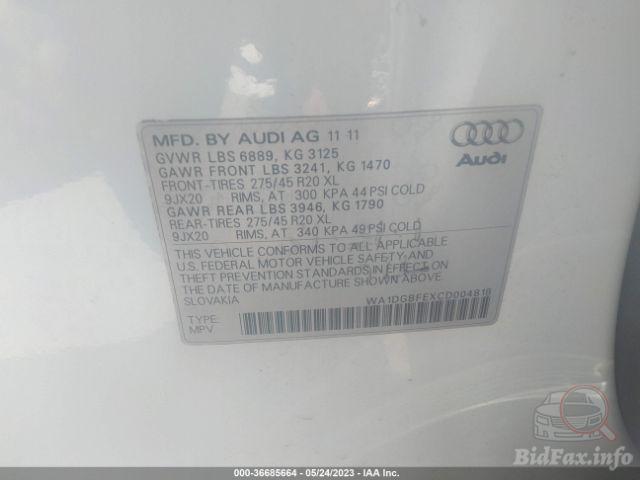 MFD. BY AUDI AG 11 11
GVWR LBS 6889, KG 3125
GAWR FRONT LBS 3241, KG 1470
FRONT-TIRES 275/45 R20 XL
9JX20 RIMS, AT 300 KPA 44 PSI COLD
GAWR REAR LBS 3946, KG 1790
REAR-TIRES 275/45 R20 XL
9JX20 RIMS, AT 340 KPA 49 PSI COLD
Audi
THIS VEHICLE CONFORMS TO ALL APPLICABLE
U.S. FEDERAL MOTOR VEHICLE SAFETY AND
THEFT PREVENTION STANDARDS IN EFFECT ON
THE DATE OF MANUFACTURE SHOWN ABOVE.
SLOVAKIA
WA1DGBFEXCD004818
TYPE:
MPV
BidFax.info
000-36685664 - 05/24/2023 - IAA Inc.